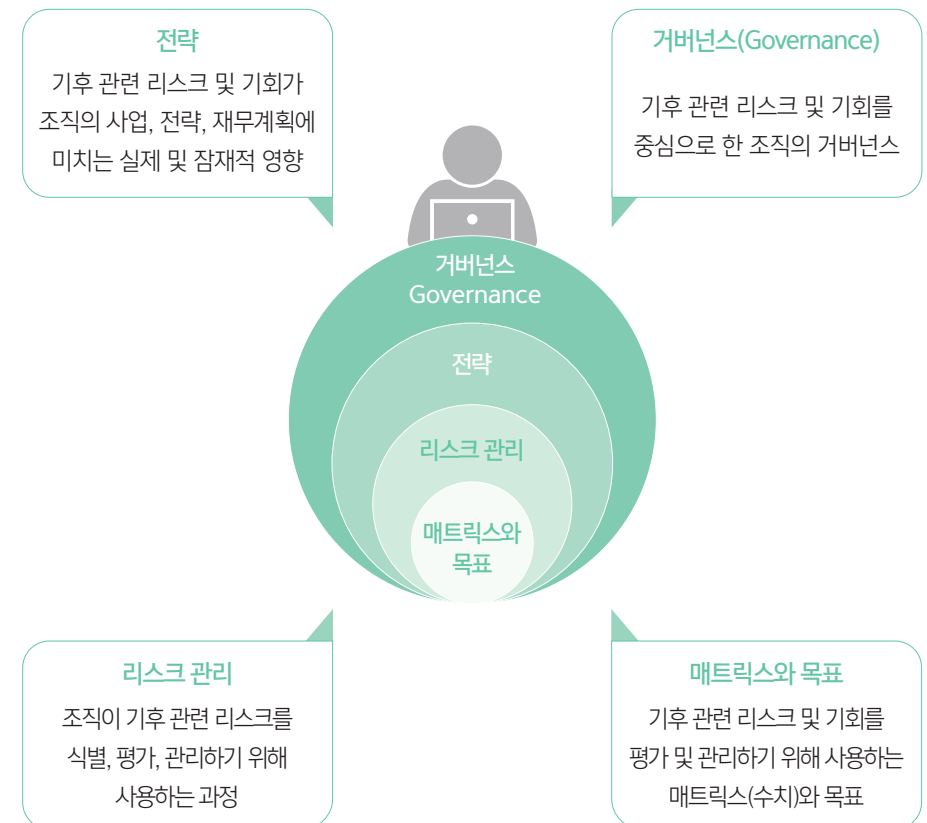 전략
기후 관련 리스크 및 기회가
조직의 사업, 전략, 재무계획에
미치는 실제 및 잠재적 영향
거버넌스(Governance)
기후 관련 리스크 및 기회를
중심으로 한 조직의 거버넌스
거버넌스
Governance
전략
리스크 관리
매트릭스와
목표
리스크 관리
조직이 기후 관련 리스크를
식별, 평가, 관리하기 위해
사용하는 과정
매트릭스와 목표
기후 관련 리스크 및 기회를
평가 및 관리하기 위해 사용하는
매트릭스(수치)와 목표